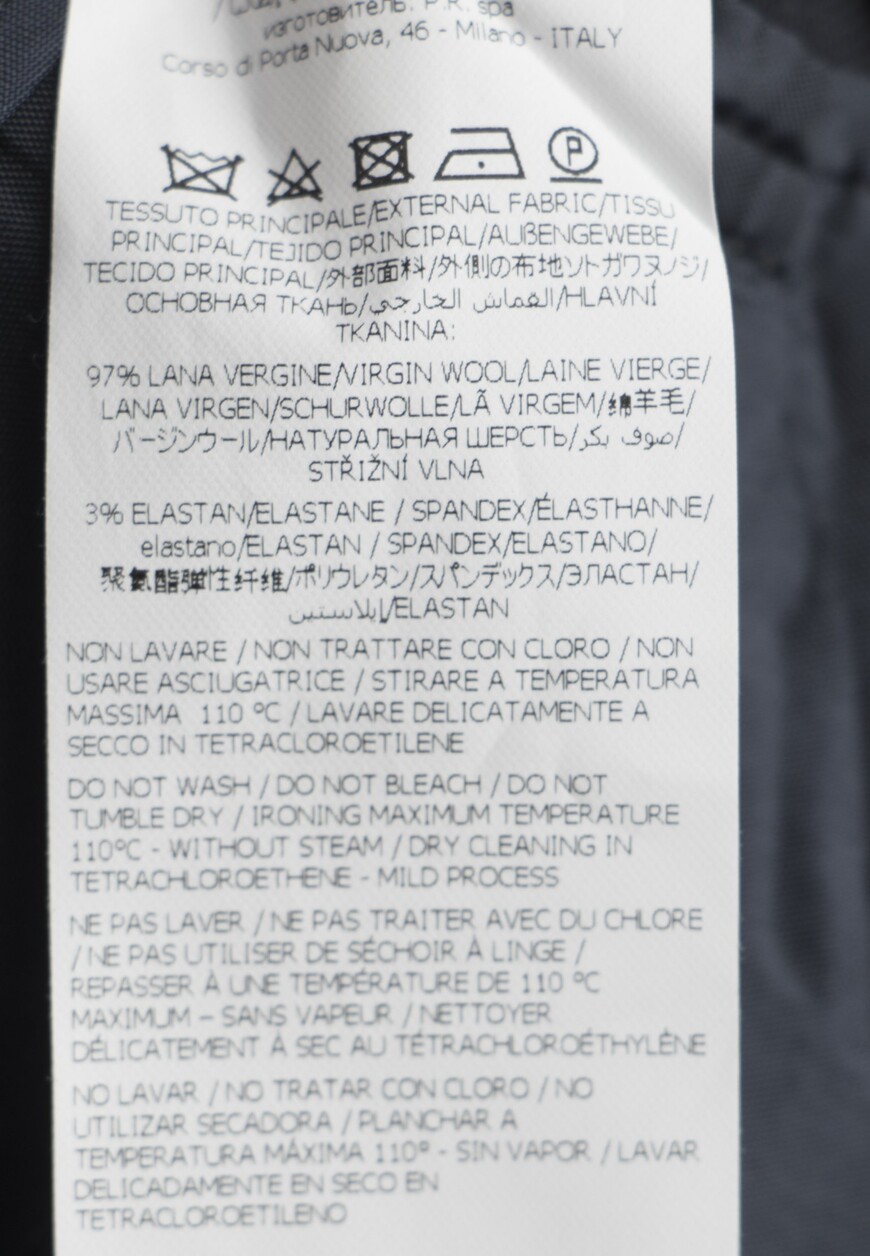 изготовитель: P.R. spa
Corso di Porta Nuova, 46 - Milano - ITALY
P
TESSUTO PRINCIPALE/EXTERNAL FABRIC/TISSU
PRINCIPAL/TEJIDO PRINCIPAL/AUßENGEWEBE/
TECIDO PRINCIPAL/外部面料/外側の布地ソトガワヌノジ/
ОСНОВНАЯ ТКАНЬ/القماش الخارجي/HLAVNÍ
TKANINA:
97% LANA VERGINE/VIRGIN WOOL/LAINE VIERGE/
LANA VIRGEN/SCHURWOLLE/LÃ VIRGEM/绵羊毛/
バージンウール/НАТУРАЛЬНАЯ ШЕРСТЬ/صوف بكر/
STŘIŽNÍ VLNA
3% ELASTAN/ELASTANE / SPANDEX/ÉLASTHANNE/
elastano/ELASTAN / SPANDEX/ELASTANO/
聚氨酯弹性纤维/ポリウレタン/スパンデックス/ЭЛАСТАН/
إيلاستين/ELASTAN
NON LAVARE / NON TRATTARE CON CLORO / NON
USARE ASCIUGATRICE / STIRARE A TEMPERATURA
MASSIMA 110 °C / LAVARE DELICATAMENTE A
SECCO IN TETRACLOROETILENE
DO NOT WASH / DO NOT BLEACH / DO NOT
TUMBLE DRY / IRONING MAXIMUM TEMPERATURE
110°C - WITHOUT STEAM / DRY CLEANING IN
TETRACHLOROETHENE - MILD PROCESS
NE PAS LAVER / NE PAS TRAITER AVEC DU CHLORE
/ NE PAS UTILISER DE SÉCHOIR À LINGE /
REPASSER À UNE TEMPÉRATURE DE 110 °C
MAXIMUM – SANS VAPEUR / NETTOYER
DÉLICATEMENT À SEC AU TÉTRACHLOROÉTHYLÈNE
NO LAVAR / NO TRATAR CON CLORO / NO
UTILIZAR SECADORA / PLANCHAR A
TEMPERATURA MÁXIMA 110° - SIN VAPOR / LAVAR
DELICADAMENTE EN SECO EN
TETRACLOROETILENO